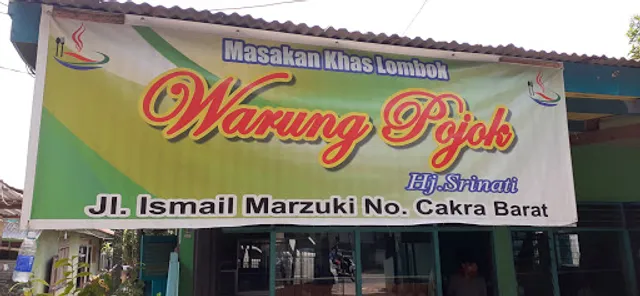 Masakan Khas Lombok
Warung Pojok
Hj.Srinati
Jl. Ismail Marzuki No. Cakra Barat